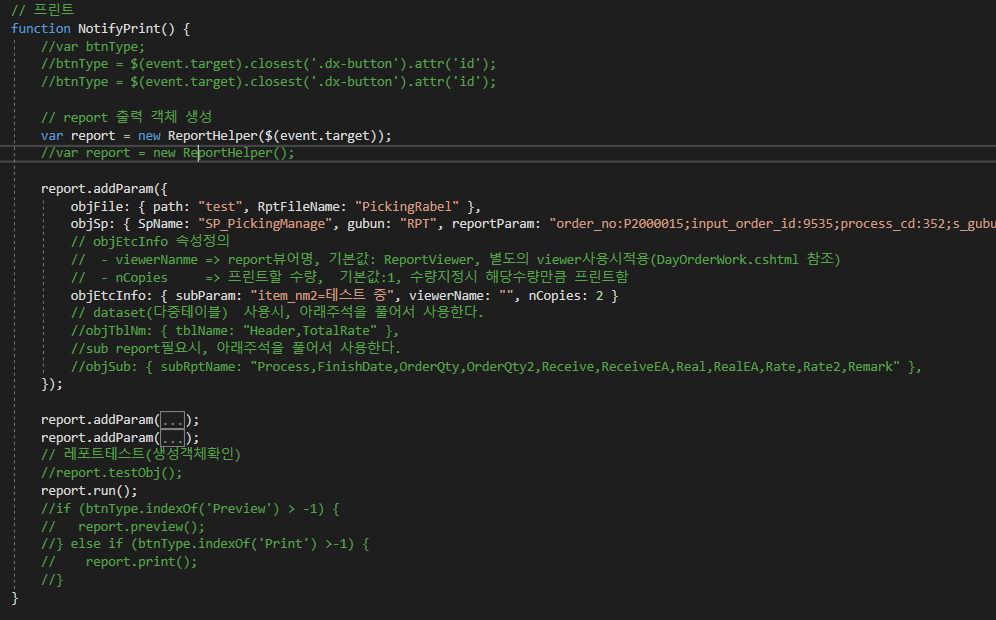 // 프린트
function NotifyPrint() {
//var btnType;
//btnType = $(event.target).closest('.dx-button').attr('id');
//btnType = $(event.target).closest('.dx-button').attr('id');
// report 출력 객체 생성
var report = new ReportHelper($(event.target));
//var report = new ReportHelper();
report.addParam({
objFile: { path: "test", RptFileName: "PickingRabel" },
objSp: { SpName: "SP_PickingManage", gubun: "RPT", reportParam: "order_no:P2000015;input_order_id:9535;process_cd:352;s_gubu
// objEtcInfo 속성정의
//  - viewerNanme => report뷰어명, 기본값: ReportViewer, 별도의 viewer사용시적용(DayOrderWork.cshtml 참조)
//  - nCopies     => 프린트할 수량,  기본값:1, 수량지정시 해당수량만큼 프린트함
objEtcInfo: { subParam: "item_nm2=테스트 중", viewerName: "", nCopies: 2 }
// dataset(다중테이블)  사용시, 아래주석을 풀어서 사용한다.
//objTblNm: { tblName: "Header,TotalRate" },
//sub report필요시, 아래주석을 풀어서 사용한다.
//objSub: { subRptName: "Process,FinishDate,OrderQty,OrderQty2,Receive,ReceiveEA,Real,RealEA,Rate,Rate2,Remark" },
});
report.addParam(...);
report.addParam(...);
// 레포트테스트(생성객체확인)
//report.testObj();
report.run();
//if (btnType.indexOf('Preview') > -1) {
//   report.preview();
//} else if (btnType.indexOf('Print') >-1) {
//    report.print();
//}
}